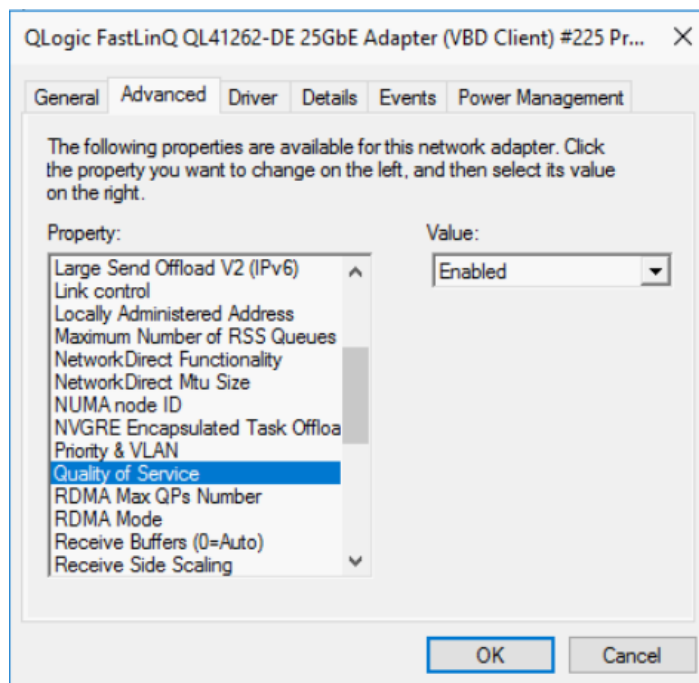 QLogic FastLinQ QL41262-DE 25GbE Adapter (VBD Client) #225 Pr...
General Advanced Driver Details Events Power Management
The following properties are available for this network adapter. Click
the property you want to change on the left, and then select its value
on the right.
Property:
Value:
Large Send Offload V2 (IPv6)
Link control
Locally Administered Address
Maximum Number of RSS Queues
NetworkDirect Functionality
NetworkDirect Mtu Size
NUMA node ID
NVGRE Encapsulated Task Offloa
Priority & VLAN
Quality of Service
RDMA Max QPs Number
RDMA Mode
Receive Buffers (0=Auto)
Receive Side Scaling
Enabled
OK
Cancel